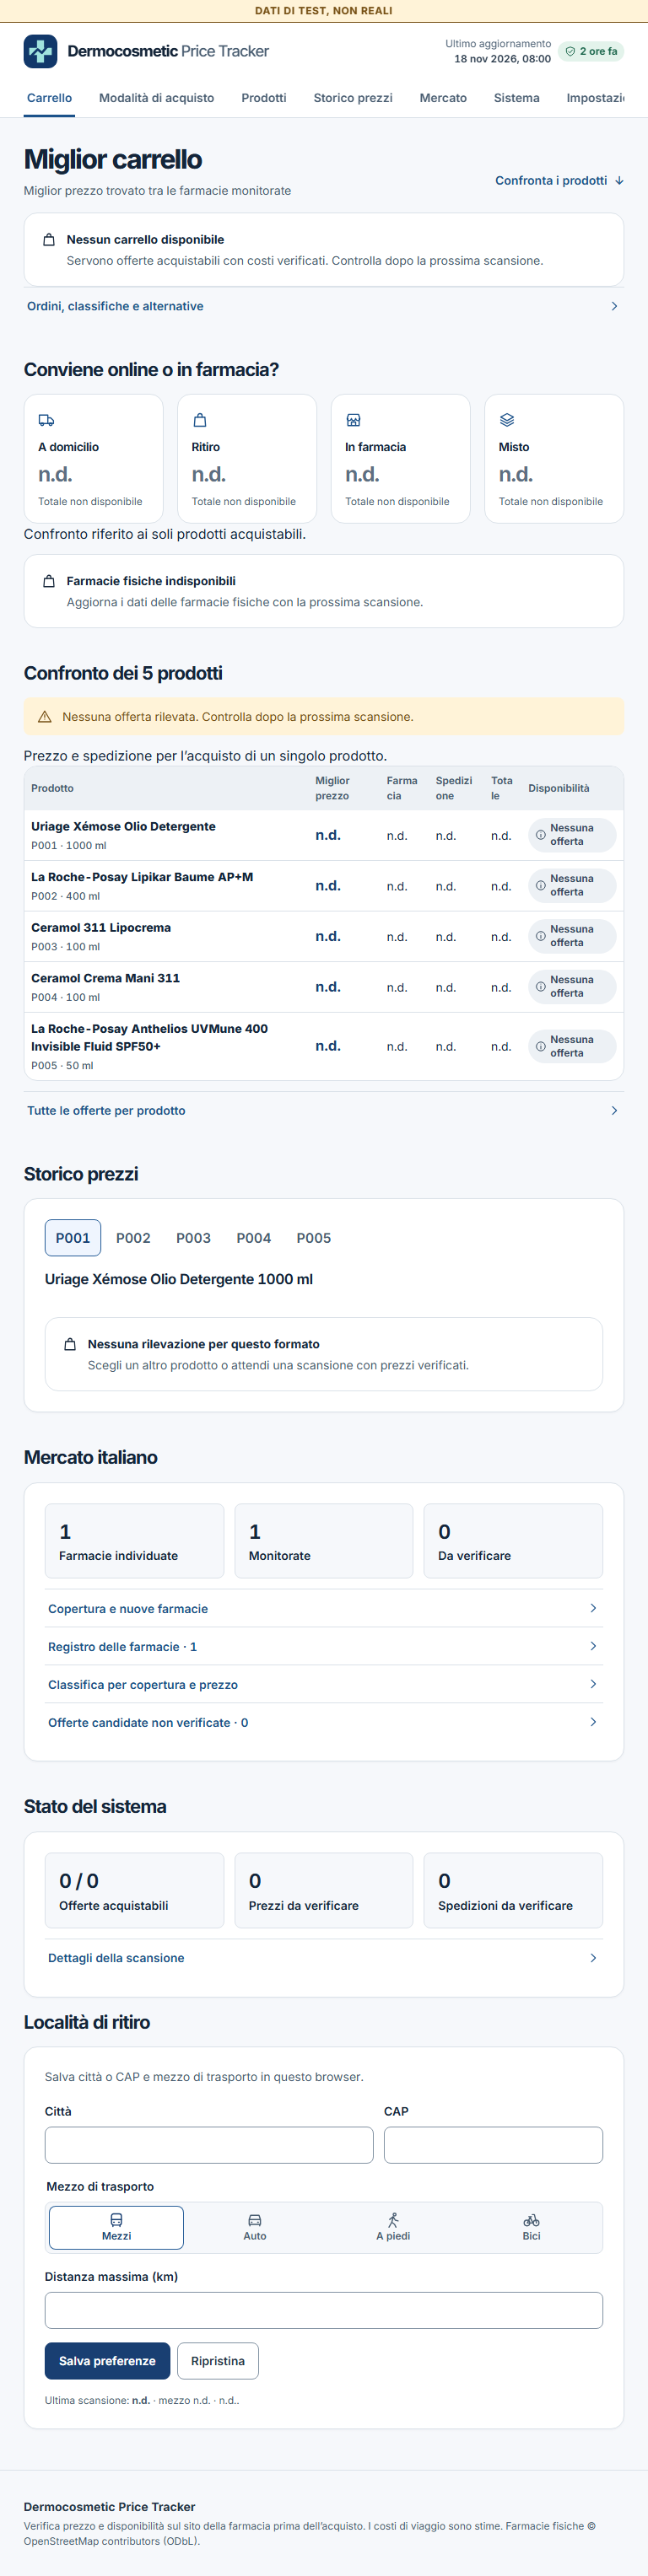 DATI DI TEST, NON REALI
Dermocosmetic Price Tracker
Ultimo aggiornamento
18 nov 2026, 08:00
2 ore fa
Carrello
Modalità di acquisto
Prodotti
Storico prezzi
Mercato
Sistema
Impostazi
Miglior carrello
Miglior prezzo trovato tra le farmacie monitorate
Confronta i prodotti
Nessun carrello disponibile
Servono offerte acquistabili con costi verificati. Controlla dopo la prossima scansione.
Ordini, classifiche e alternative
Conviene online o in farmacia?
A domicilio
n.d.
Totale non disponibile
Ritiro
n.d.
Totale non disponibile
In farmacia
n.d.
Totale non disponibile
Misto
n.d.
Totale non disponibile
Confronto riferito ai soli prodotti acquistabili.
Farmacie fisiche indisponibili
Aggiorna i dati delle farmacie fisiche con la prossima scansione.
Confronto dei 5 prodotti
Nessuna offerta rilevata. Controlla dopo la prossima scansione.
Prezzo e spedizione per l’acquisto di un singolo prodotto.
Prodotto
Miglior
prezzo
Farma
cia
Spedizi
one
Tota
le
Disponibilità
Uriage Xémose Olio Detergente
P001 · 1000 ml
n.d. n.d. n.d. n.d.
Nessuna
offerta
La Roche-Posay Lipikar Baume AP+M
P002 · 400 ml
n.d. n.d. n.d. n.d.
Nessuna
offerta
Ceramol 311 Lipocrema
P003 · 100 ml
n.d. n.d. n.d. n.d.
Nessuna
offerta
Ceramol Crema Mani 311
P004 · 100 ml
n.d. n.d. n.d. n.d.
Nessuna
offerta
La Roche-Posay Anthelios UVMune 400
Invisible Fluid SPF50+
P005 · 50 ml
n.d. n.d. n.d. n.d.
Nessuna
offerta
Tutte le offerte per prodotto
Storico prezzi
P001 P002 P003 P004 P005
Uriage Xémose Olio Detergente 1000 ml
Nessuna rilevazione per questo formato
Scegli un altro prodotto o attendi una scansione con prezzi verificati.
Mercato italiano
1
Farmacie individuate
1
Monitorate
0
Da verificare
Copertura e nuove farmacie
Registro delle farmacie · 1
Classifica per copertura e prezzo
Offerte candidate non verificate · 0
Stato del sistema
0 / 0
Offerte acquistabili
0
Prezzi da verificare
0
Spedizioni da verificare
Dettagli della scansione
Località di ritiro
Salva città o CAP e mezzo di trasporto in questo browser.
Città
CAP
Mezzo di trasporto
Mezzi
Auto
A piedi
Bici
Distanza massima (km)
Salva preferenze
Ripristina
Ultima scansione: n.d. · mezzo n.d. · n.d..
Dermocosmetic Price Tracker
Verifica prezzo e disponibilità sul sito della farmacia prima dell’acquisto. I costi di viaggio sono stime. Farmacie fisiche ©
OpenStreetMap contributors (ODbL).